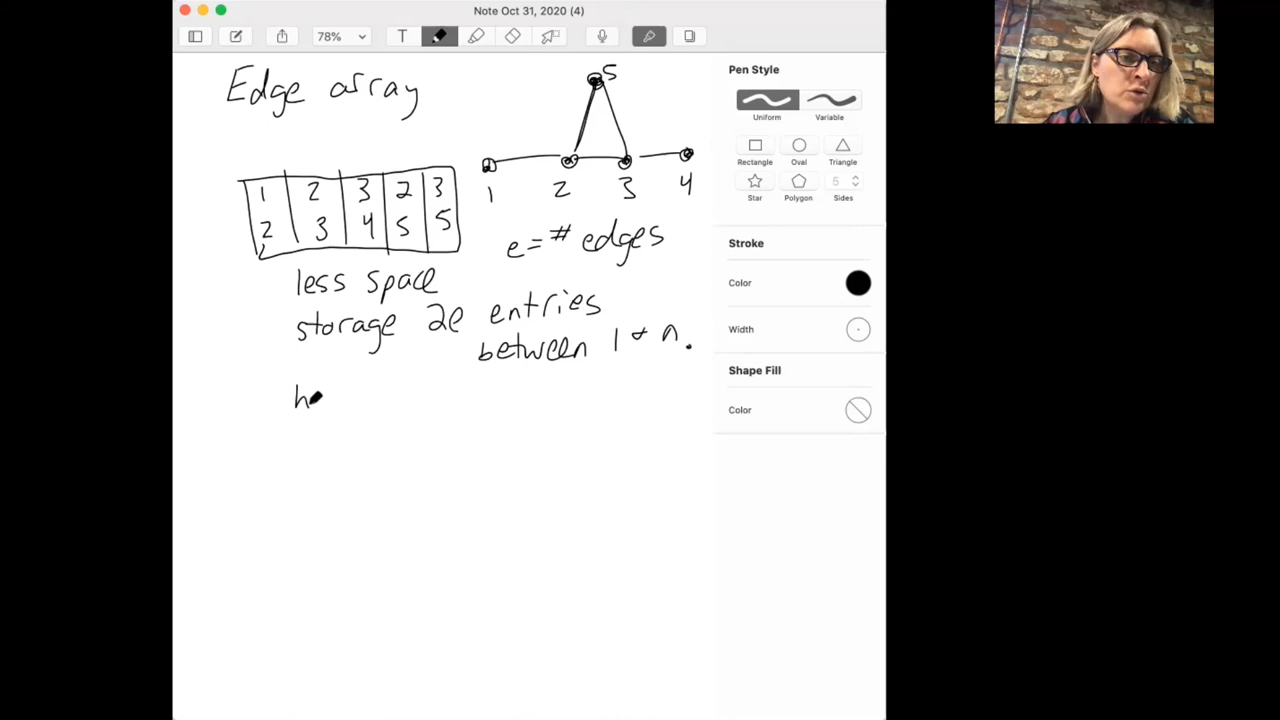 Note Oct 31, 2020 (4)
78%
T
Edge array
5
1 2 3 4
1 2 3 2 3
2 3 4 5 5
e = # edges
less space
storage 2e entries
between 1 & n.
h
Pen Style
Uniform Variable
Rectangle Oval Triangle
Star Polygon 5 Sides
Stroke
Color
Width
Shape Fill
Color